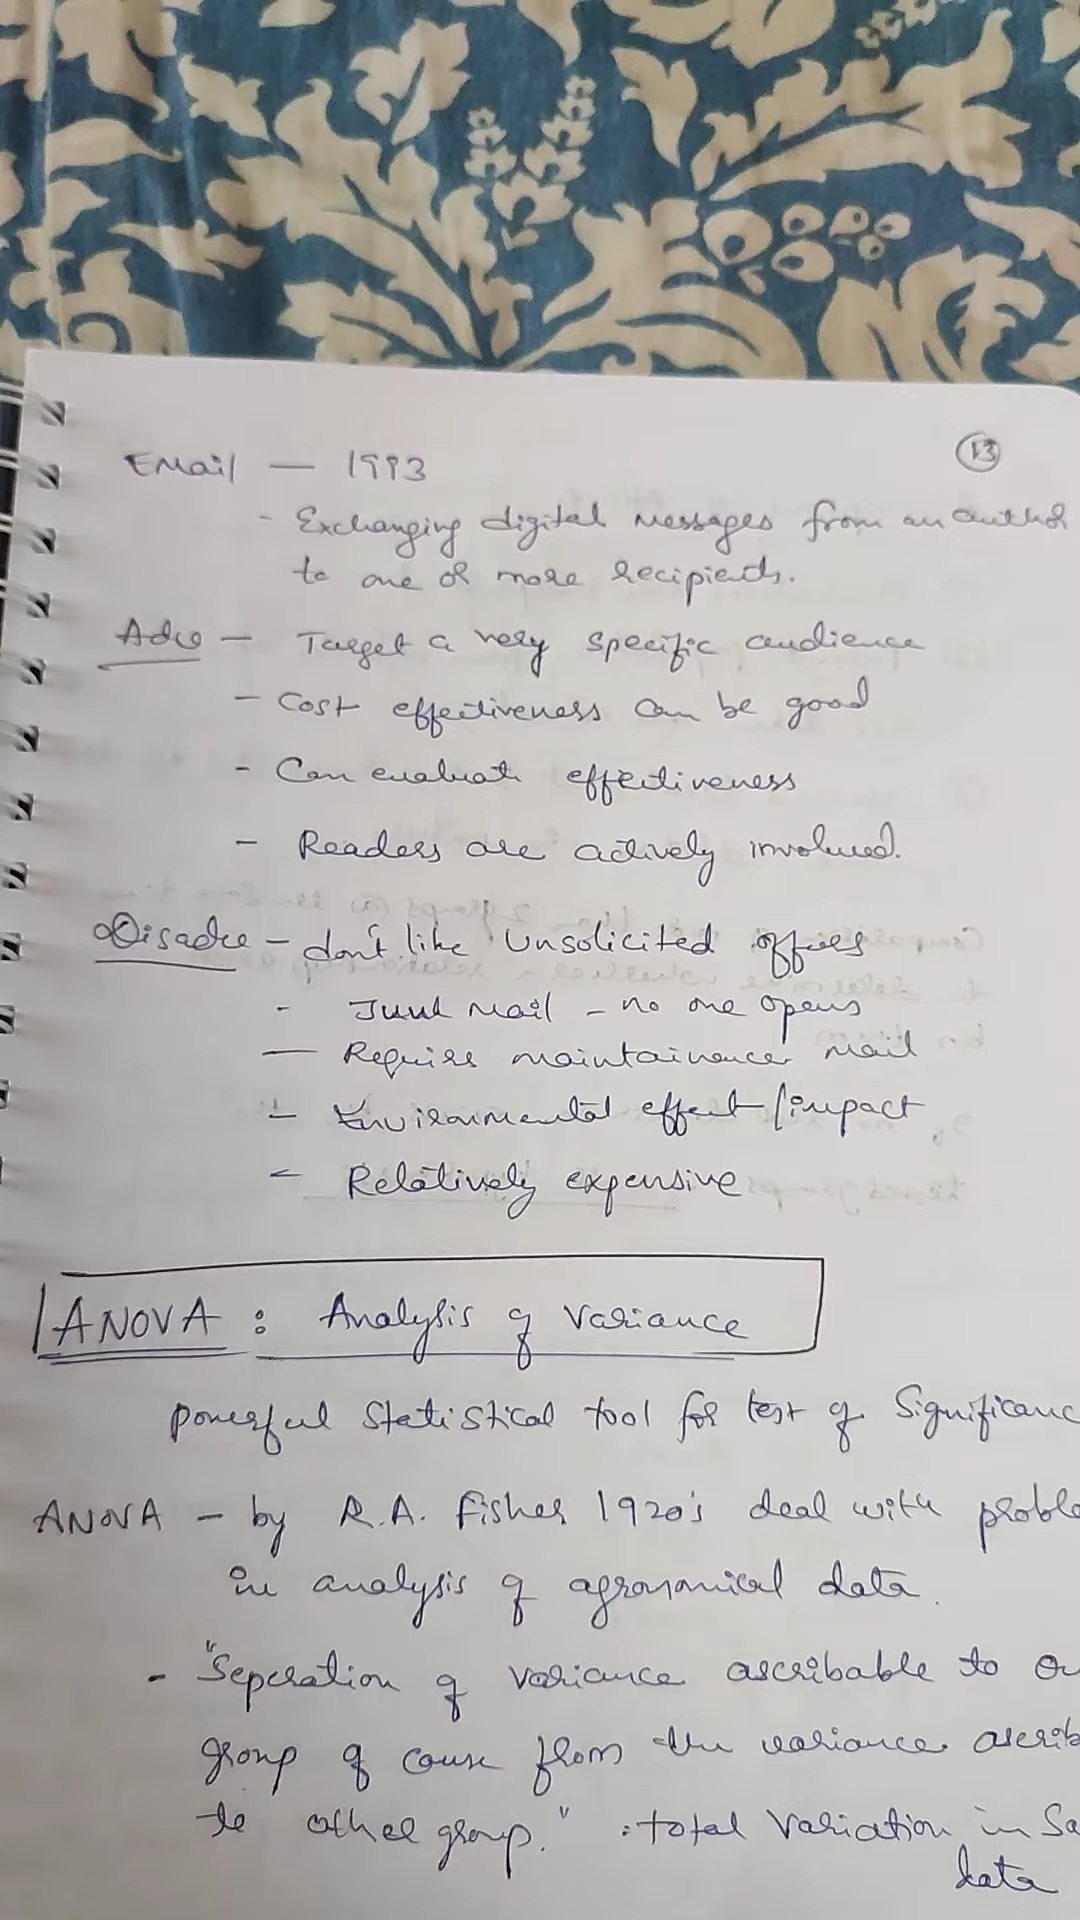 13
Email — 1993
- Exchanging digital messages from an author
to one or more recipients.
Adv — Target a very specific audience
- Cost effectiveness can be good
- Can evaluate effectiveness
- Readers are actively involved.
Disadv - don't like Unsolicited offers
- Junk Mail - no one opens
- Requires maintainence mail
- Environmental effect/impact
- Relatively expensive
ANOVA : Analysis of Variance
Powerful Statistical tool for test of Significanc
ANOVA - by R.A. Fisher 1920's deal with proble
in analysis of agronomical data.
- "Seperation of variance ascribable to on
group of cause from the variance ascrib
to other group." : total Variation in Sa
data